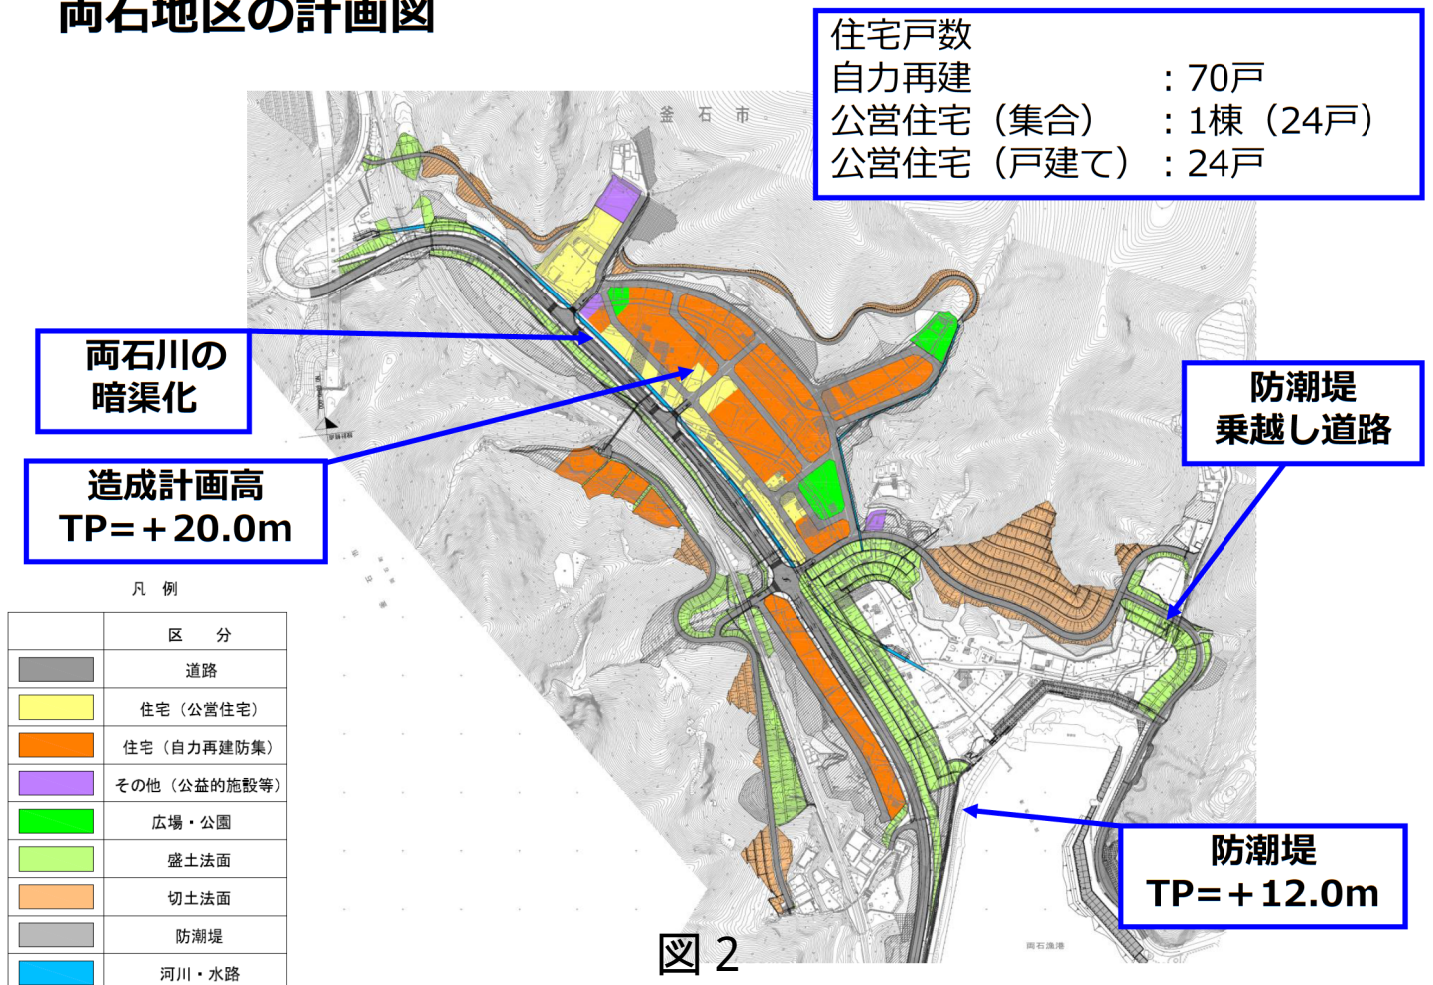 両石地区の計画図
住宅戸数
自力再建 ：70戸
公営住宅（集合） ：1棟（24戸）
公営住宅（戸建て）：24戸
釜石市
両石川の
暗渠化
造成計画高
TP=＋20.0m
防潮堤
乗越し道路
防潮堤
TP=＋12.0m
凡 例
区 分
道路
住宅（公営住宅）
住宅（自力再建防集）
その他（公益的施設等）
広場・公園
盛土法面
切土法面
防潮堤
河川・水路
両石漁港
図２